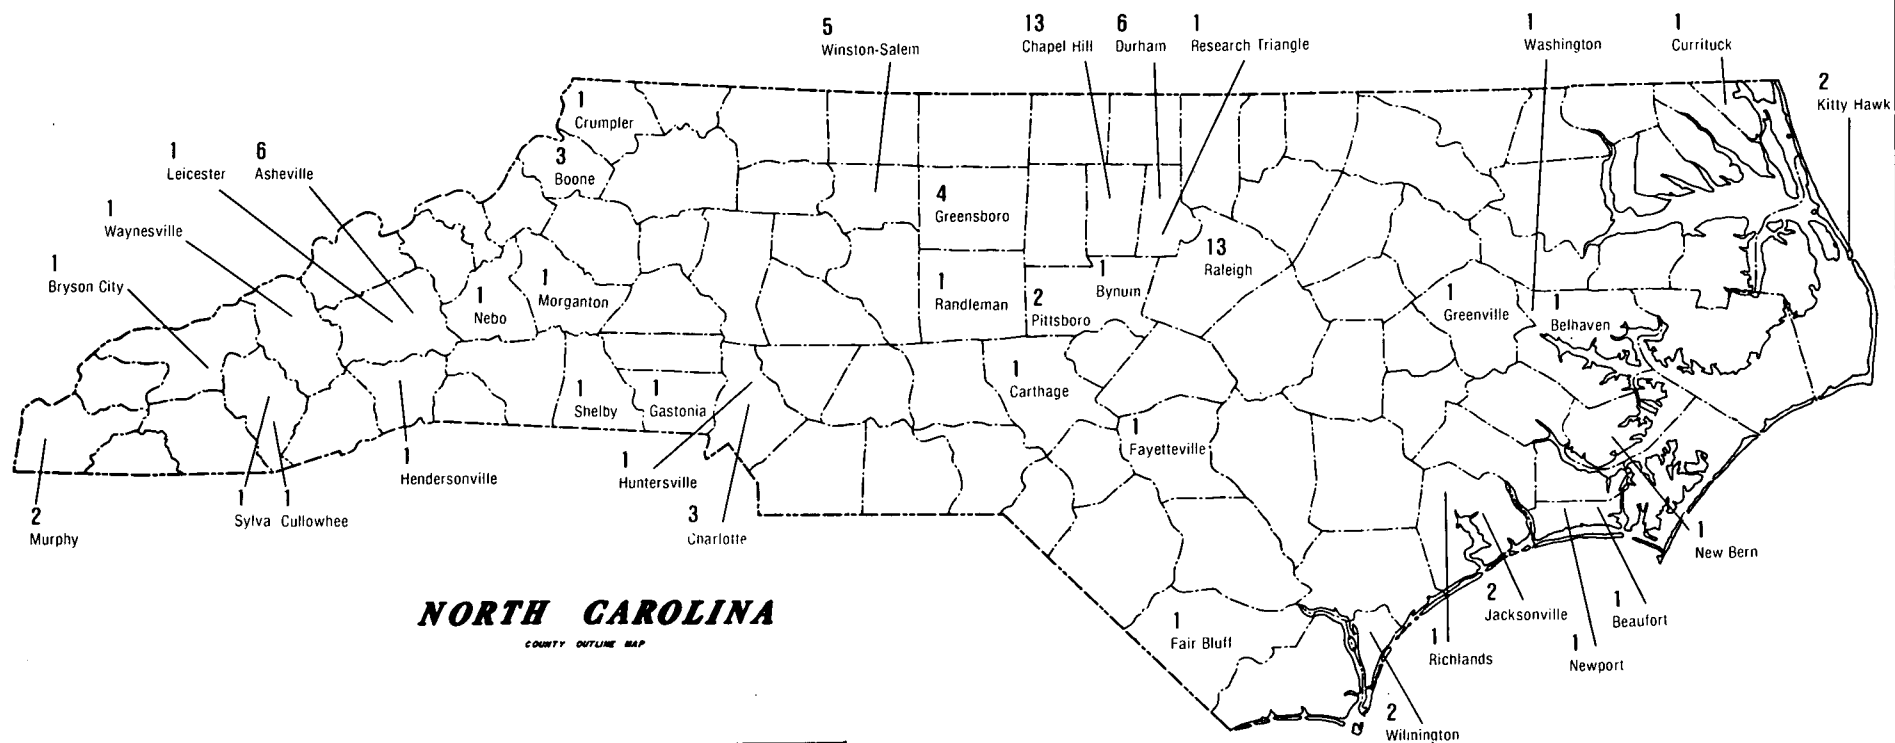 5
Winston-Salem
13
Chapel Hill
6
Durham
1
Research Triangle
1
Washington
1
Currituck
2
Kitty Hawk
1
Crumpler
3
Boone
1
Leicester
6
Asheville
1
Waynesville
1
Bryson City
4
Greensboro
13
Raleigh
1
Nebo
1
Morganton
1
Randleman
1
Bynum
2
Pittsboro
1
Greenville
1
Belhaven
1
Shelby
1
Gastonia
1
Carthage
1
Fayetteville
2
Murphy
1
Sylva
1
Cullowhee
1
Hendersonville
1
Huntersville
3
Charlotte
1
New Bern
2
Jacksonville
1
Beaufort
1
Richlands
1
Newport
1
Fair Bluff
2
Wilmington
NORTH CAROLINA
COUNTY OUTLINE MAP